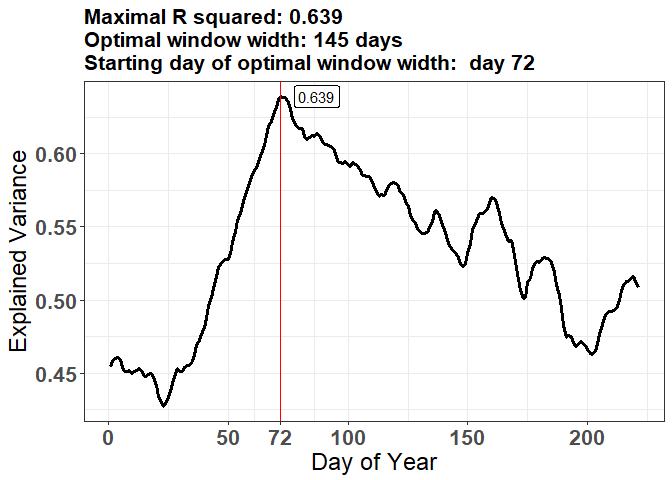 Maximal R squared: 0.639
Optimal window width: 145 days
Starting day of optimal window width:  day 72
0.639
0.60
0.55
0.50
0.45
Explained Variance
0 50 72 100 150 200
Day of Year